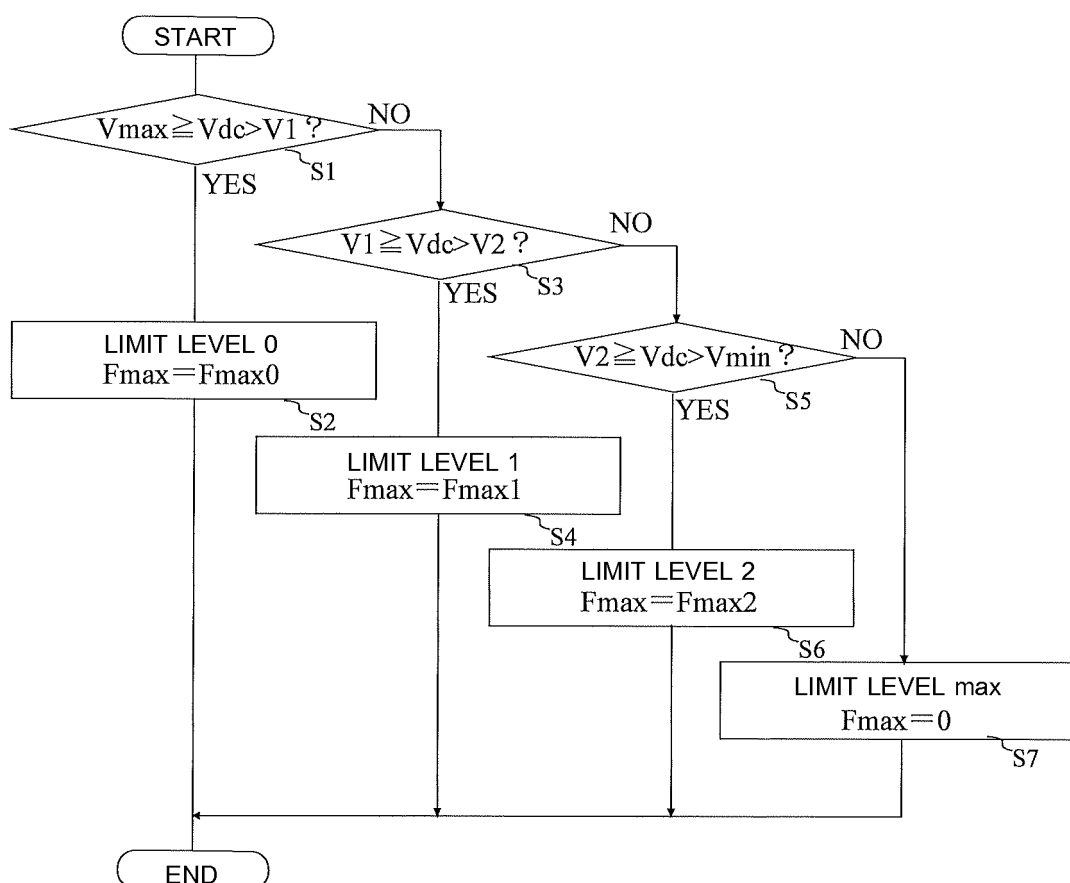 START
Vmax≧Vdc>V1?
NO
S1
YES
V1≧Vdc>V2?
NO
S3
YES
LIMIT LEVEL 0
Fmax=Fmax0
S2
V2≧Vdc>Vmin?
NO
S5
YES
LIMIT LEVEL 1
Fmax=Fmax1
S4
LIMIT LEVEL 2
Fmax=Fmax2
S6
LIMIT LEVEL max
Fmax=0
S7
END